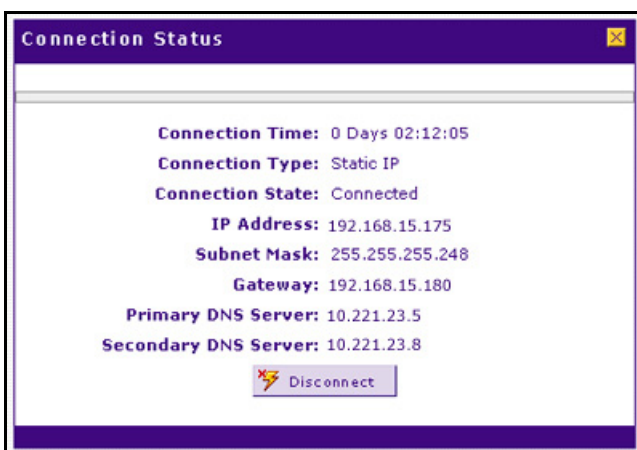 Connection Status
Connection Time: 0 Days 02:12:05
Connection Type: Static IP
Connection State: Connected
IP Address: 192.168.15.175
Subnet Mask: 255.255.255.248
Gateway: 192.168.15.180
Primary DNS Server: 10.221.23.5
Secondary DNS Server: 10.221.23.8
Disconnect